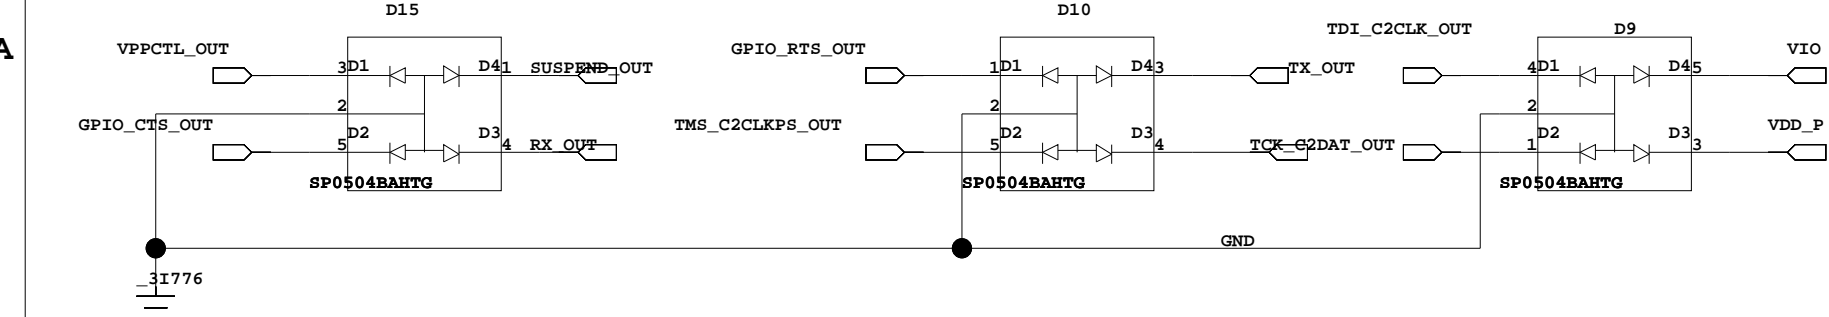 A
D15
D10
TDI_C2CLK_OUT
D9
VPPCTL_OUT
GPIO_RTS_OUT
VIO
3 D1 D4 1 SUSPEND_OUT
1 D1 D4 3 TX_OUT
4 D1 D4 5
2
2
2
GPIO_CTS_OUT
TMS_C2CLKPS_OUT
VDD_P
5 D2 D3 4 RX_OUT
5 D2 D3 4 TCK_C2DAT_OUT
1 D2 D3 3
SP0504BAHTG
SP0504BAHTG
SP0504BAHTG
GND
_3I776